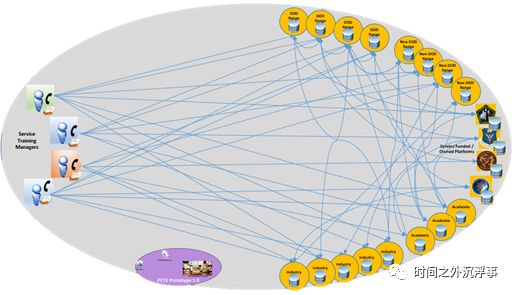 DOD
Range
DOD
Range
DOD
Range
DOD
Range
Non-DOD
Range
Non-DOD
Range
Non-DOD
Range
Non-DOD
Range
Service
Training
Managers
Service Funded /
Owned Platforms
Academia
Academia
Academia
Industry
Industry
Industry
Industry
Industry
PCTE Prototype 1.0
时间之外沉浮事